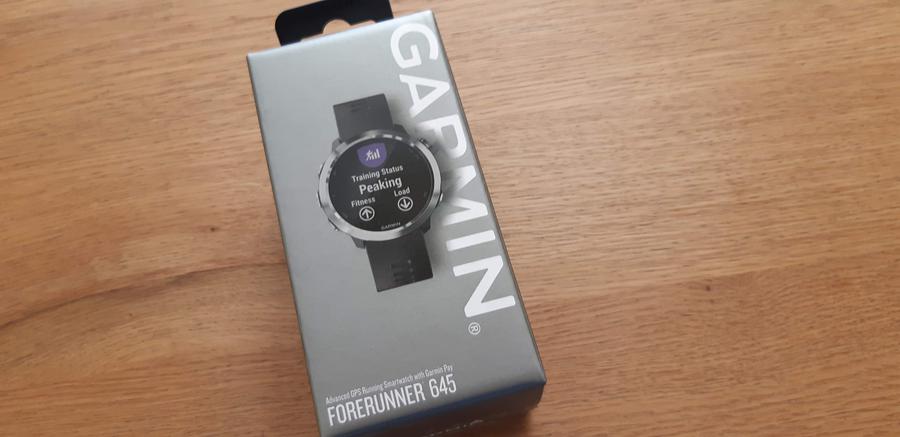 GARMIN®
Training Status
Peaking
Fitness Load
GARMIN
Advanced GPS Running Smartwatch with Garmin Pay
FORERUNNER 645